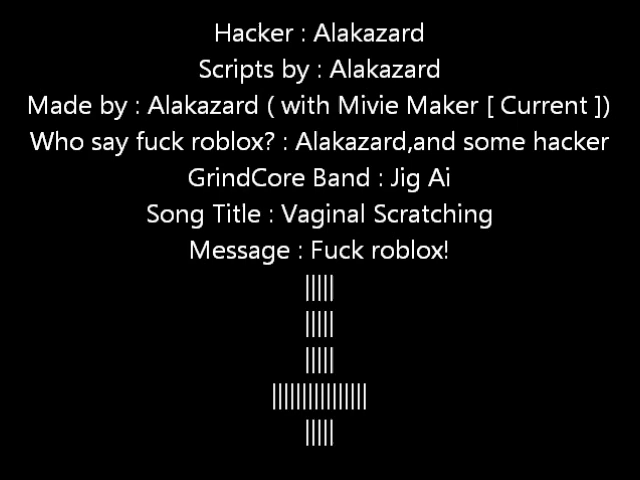 Hacker : Alakazard
Scripts by : Alakazard
Made by : Alakazard ( with Mivie Maker [ Current ])
Who say fuck roblox? : Alakazard,and some hacker
GrindCore Band : Jig Ai
Song Title : Vaginal Scratching
Message : Fuck roblox!
|||||
|||||
|||||
||||||||||||||||
|||||